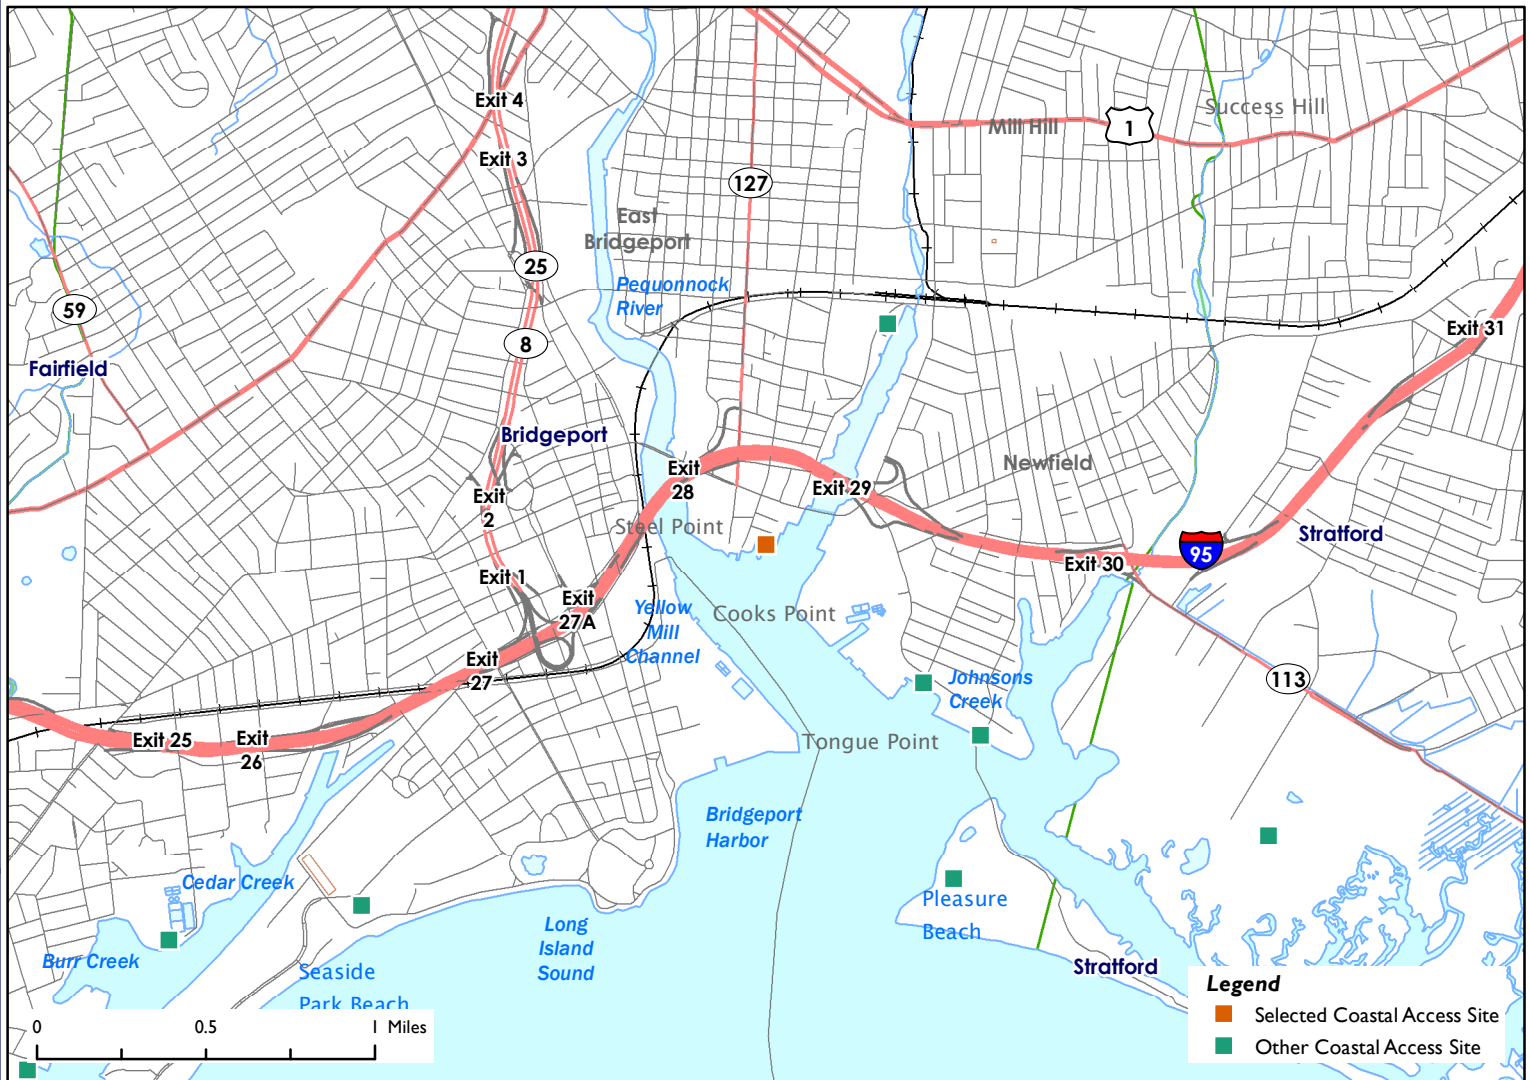 Exit 4
Success Hill
Mill Hill
1
Exit 3
127
East
Bridgeport
25
Pequonnock
River
59
8
Exit 31
Fairfield
Bridgeport
Newfield
Exit
28
Exit 29
Exit
2
Steel Point
Stratford
95
Exit 30
Exit 1
Exit
27A
Yellow
Mill
Channel
Cooks Point
Exit
27
Johnsons
Creek
113
Exit 25
Exit
26
Tongue Point
Bridgeport
Harbor
Cedar Creek
Pleasure
Beach
Long
Island
Sound
Burr Creek
Seaside
Park Beach
Stratford
Legend
Selected Coastal Access Site
Other Coastal Access Site
0 0.5 1 Miles